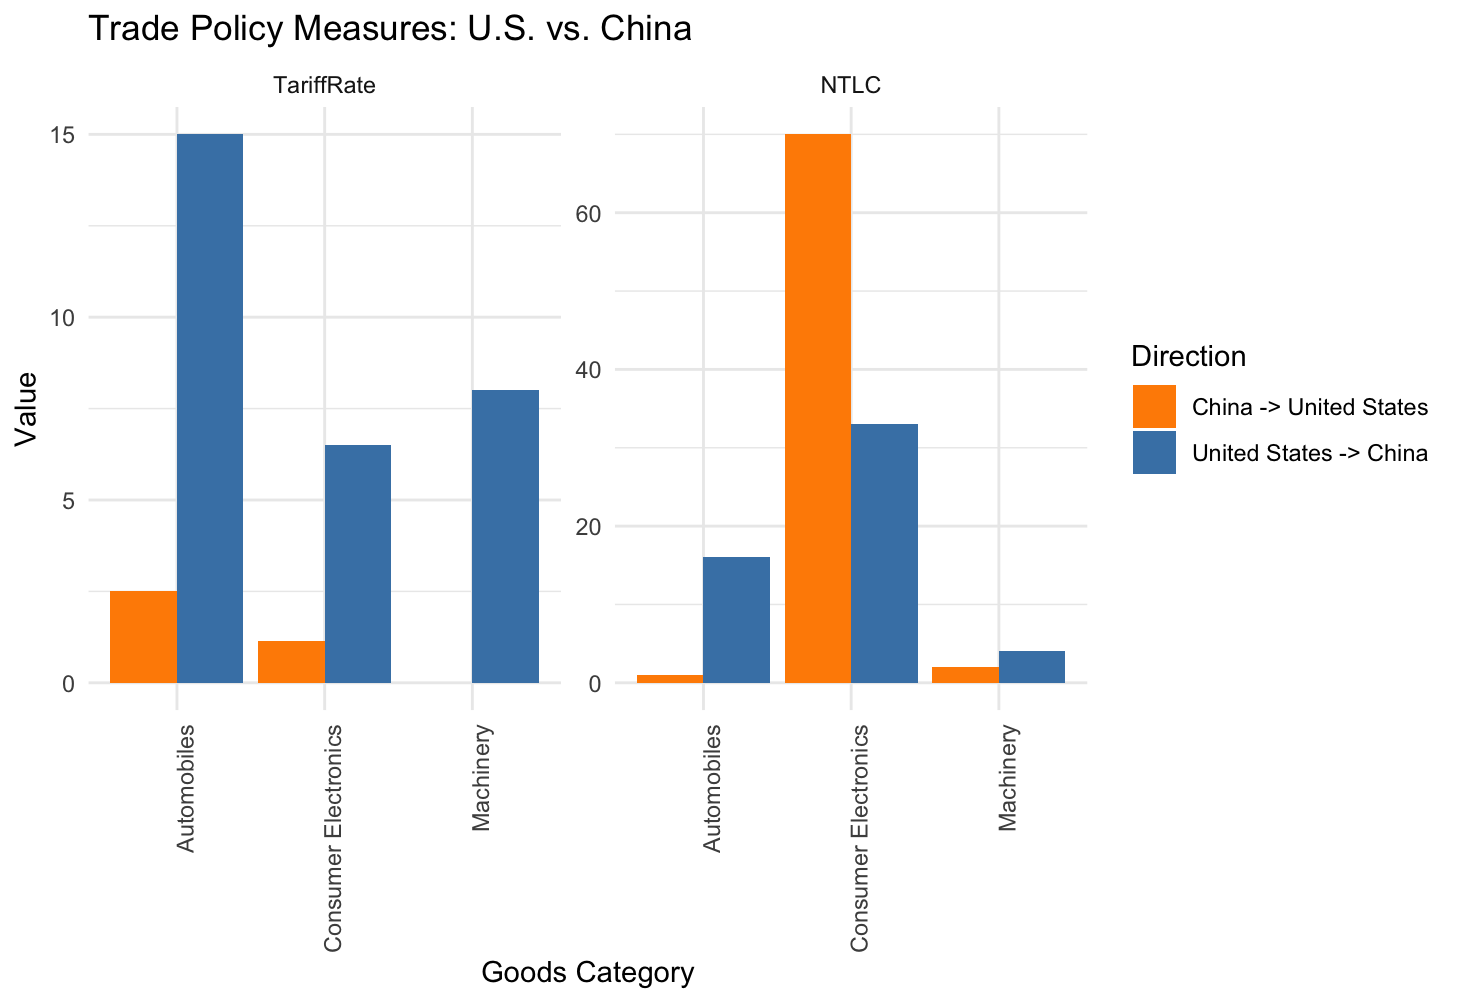 Trade Policy Measures: U.S. vs. China
TariffRate
NTLC
15
10
5
0
60
40
20
0
Value
Automobiles
Consumer Electronics
Machinery
Automobiles
Consumer Electronics
Machinery
Goods Category
Direction
China -> United States
United States -> China